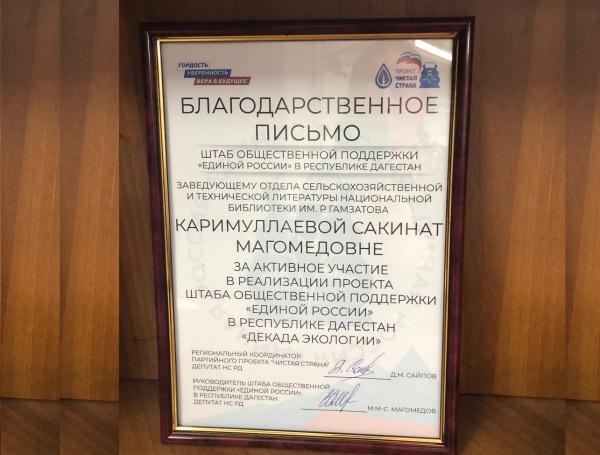 ГОРДОСТЬ
УВЕРЕННОСТЬ
ВЕРА В БУДУЩЕЕ
ПРОЕКТ
ЧИСТАЯ
СТРАНА
БЛАГОДАРСТВЕННОЕ
ПИСЬМО
ШТАБ ОБЩЕСТВЕННОЙ ПОДДЕРЖКИ
«ЕДИНОЙ РОССИИ» В РЕСПУБЛИКЕ ДАГЕСТАН
ЗАВЕДУЮЩЕМУ ОТДЕЛА СЕЛЬСКОХОЗЯЙСТВЕННОЙ
И ТЕХНИЧЕСКОЙ ЛИТЕРАТУРЫ НАЦИОНАЛЬНОЙ
БИБЛИОТЕКИ ИМ. Р ГАМЗАТОВА
КАРИМУЛЛАЕВОЙ САКИНАТ
МАГОМЕДОВНЕ
ЗА АКТИВНОЕ УЧАСТИЕ
В РЕАЛИЗАЦИИ ПРОЕКТА
ШТАБА ОБЩЕСТВЕННОЙ ПОДДЕРЖКИ
«ЕДИНОЙ РОССИИ»
В РЕСПУБЛИКЕ ДАГЕСТАН
«ДЕКАДА ЭКОЛОГИИ»
РЕГИОНАЛЬНЫЙ КООРДИНАТОР
ПАРТИЙНОГО ПРОЕКТА "ЧИСТАЯ СТРАНА"
ДЕПУТАТ НС РД
Д.М. САЙПОВ
РУКОВОДИТЕЛЬ ШТАБА ОБЩЕСТВЕННОЙ
ПОДДЕРЖКИ «ЕДИНОЙ РОССИИ»
В РЕСПУБЛИКЕ ДАГЕСТАН
ДЕПУТАТ НС РД
М.М-С. МАГОМЕДОВ